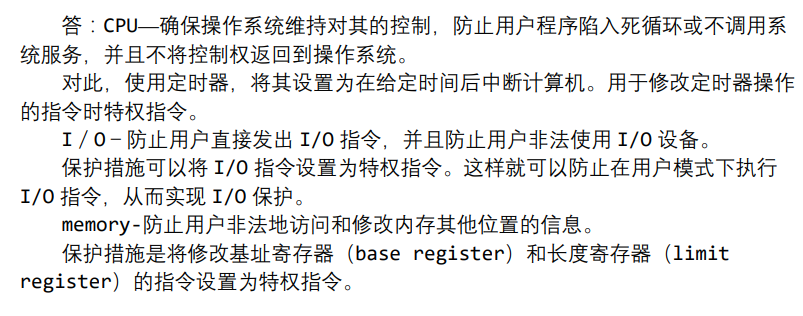 答：CPU—确保操作系统维持对其的控制，防止用户程序陷入死循环或不调用系
统服务，并且不将控制权返回到操作系统。
对此，使用定时器，将其设置为在给定时间后中断计算机。用于修改定时器操作
的指令时特权指令。
I／O－防止用户直接发出 I/O 指令，并且防止用户非法使用 I/O 设备。
保护措施可以将 I/O 指令设置为特权指令。这样就可以防止在用户模式下执行
I/O 指令，从而实现 I/O 保护。
memory-防止用户非法地访问和修改内存其他位置的信息。
保护措施是将修改基址寄存器（base register）和长度寄存器（limit
register）的指令设置为特权指令。